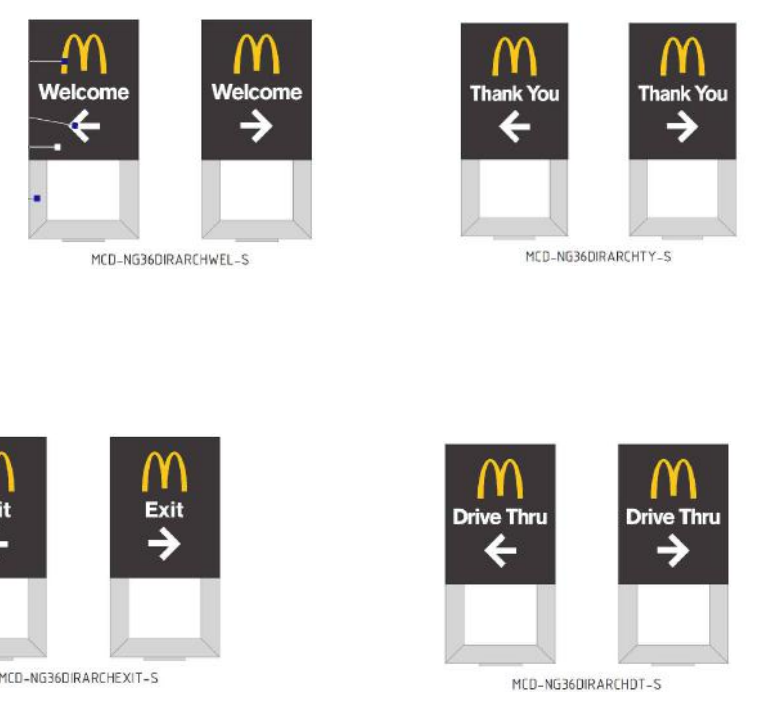 Welcome
Welcome
MCD-NG36DIRARCHWEL-S
Thank You
Thank You
MCD-NG36DIRARCHTY-S
it
Exit
MCD-NG36DIRARCHEXIT-S
Drive Thru
Drive Thru
MCD-NG36DIRARCHDT-S